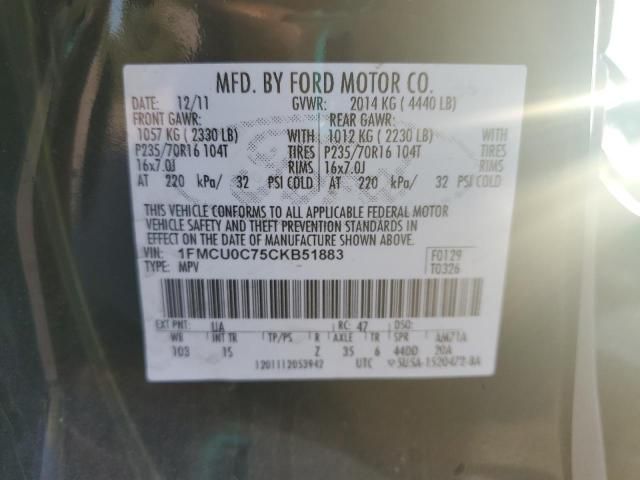 MFD. BY FORD MOTOR CO.
DATE: 12/11 GVWR: 2014 KG ( 4440 LB)
FRONT GAWR: REAR GAWR:
1057 KG ( 2330 LB) WITH 1012 KG ( 2230 LB) WITH
P235/70R16 104T TIRES P235/70R16 104T TIRES
16x7.0J RIMS 16x7.0J RIMS
AT 220 kPa/ 32 PSI COLD AT 220 kPa/ 32 PSI COLD
THIS VEHICLE CONFORMS TO ALL APPLICABLE FEDERAL MOTOR
VEHICLE SAFETY AND THEFT PREVENTION STANDARDS IN
EFFECT ON THE DATE OF MANUFACTURE SHOWN ABOVE.
VIN: 1FMCU0C75CKB51883 F0129
TYPE: MPV T0326
EXT PNT: UA RC: 47 DSO:
WB INT TR TP/PS R AXLE TR SPR AM71A
103 15 Z 35 6 4400 20A
1201112053942 UTC